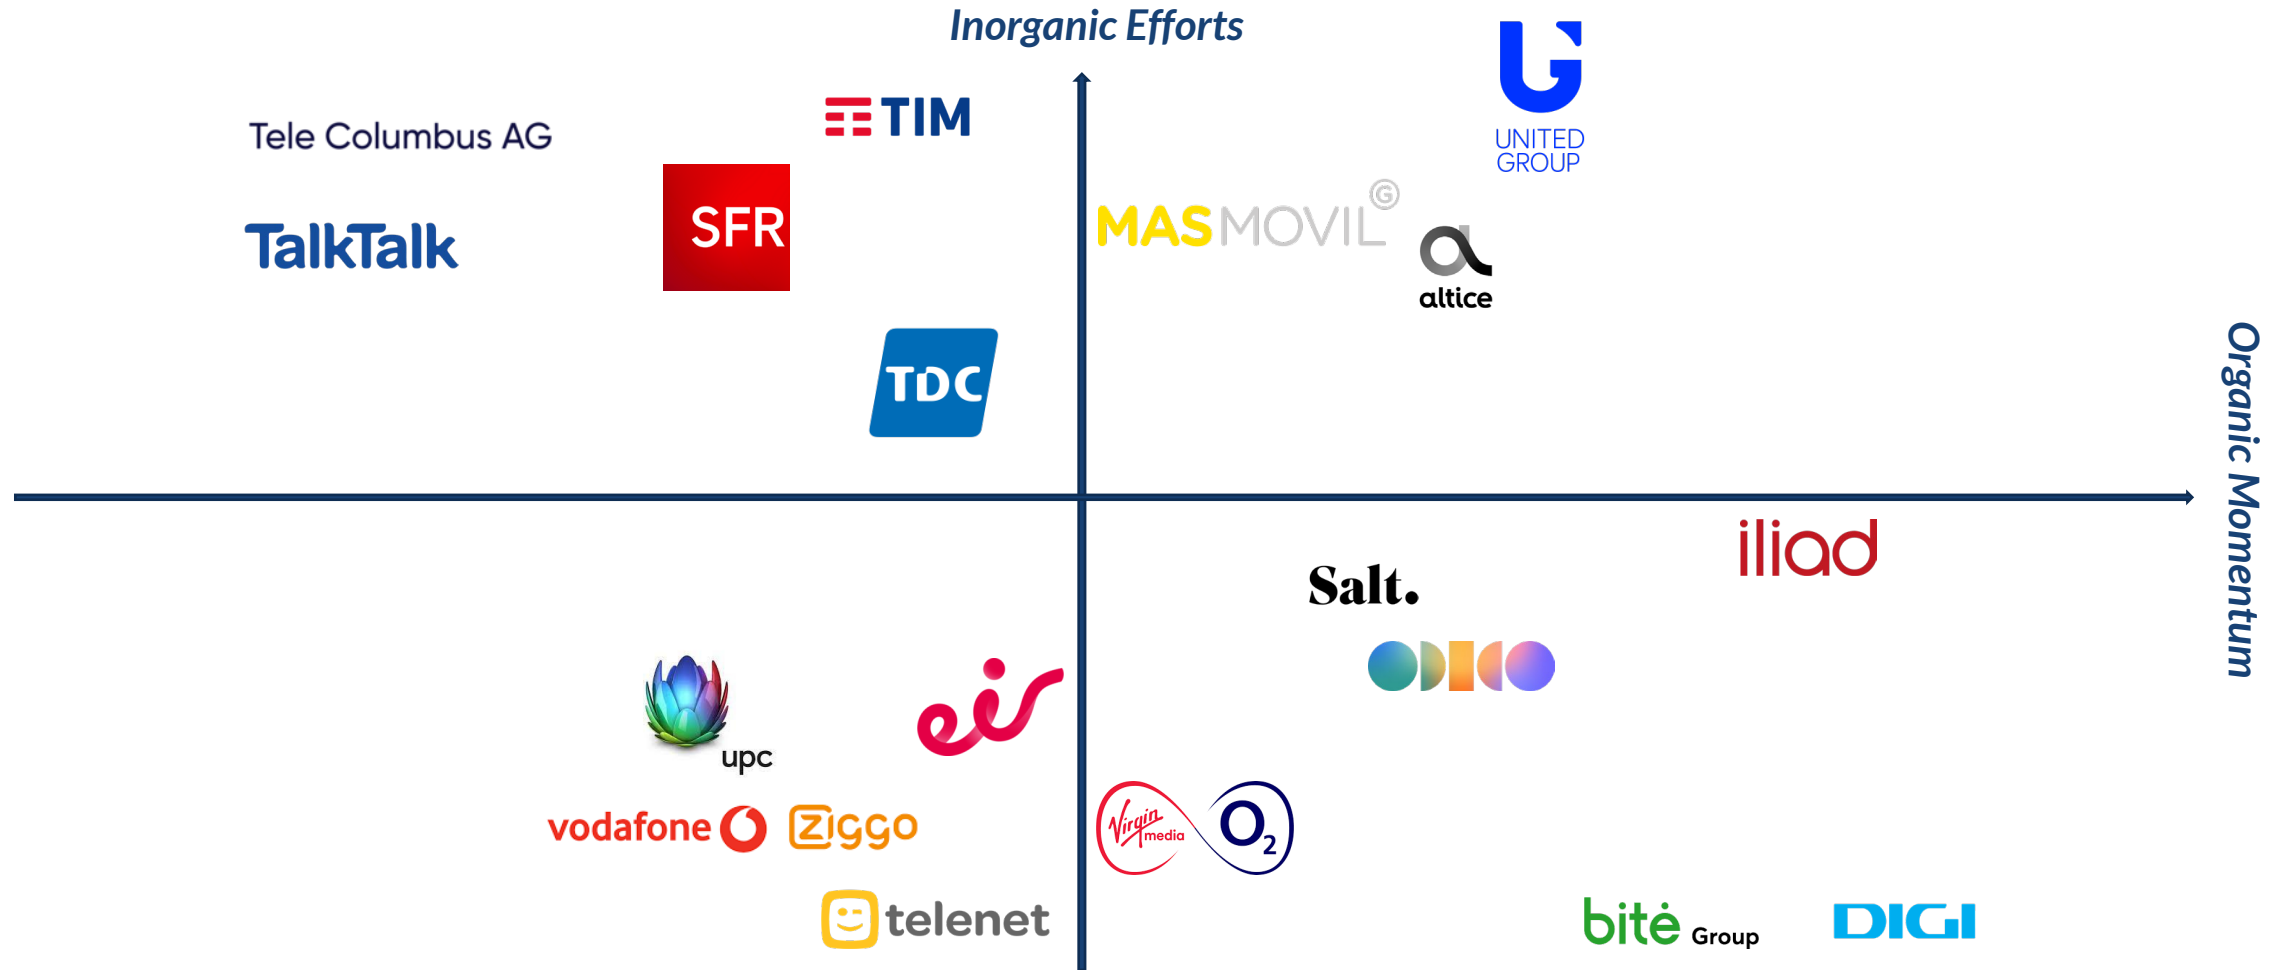 Inorganic Efforts
UNITED
GROUP
TIM
Tele Columbus AG
SFR
MASMOVIL G
TalkTalk
altice
TDC
Organic Momentum
iliad
Salt.
upc
eir
vodafone ziggo
Virgin media O2
telenet
bitė Group
DIGI